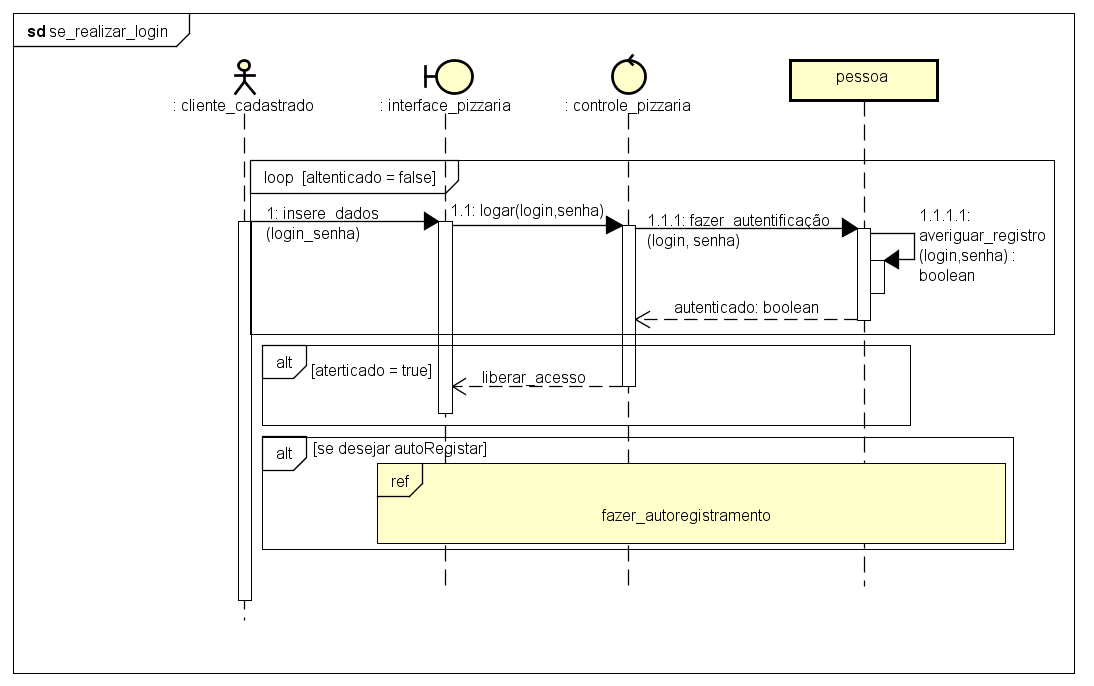 sd se_realizar_login
: cliente_cadastrado
: interface_pizzaria
: controle_pizzaria
pessoa
loop [altenticado = false]
1: insere_dados
(login_senha)
1.1: logar(login,senha)
1.1.1: fazer_autentificação
(login, senha)
1.1.1.1:
averiguar_registro
(login,senha) :
boolean
autenticado: boolean
alt
[aterticado = true]
liberar_acesso
alt
[se desejar autoRegistar]
ref
fazer_autoregistramento